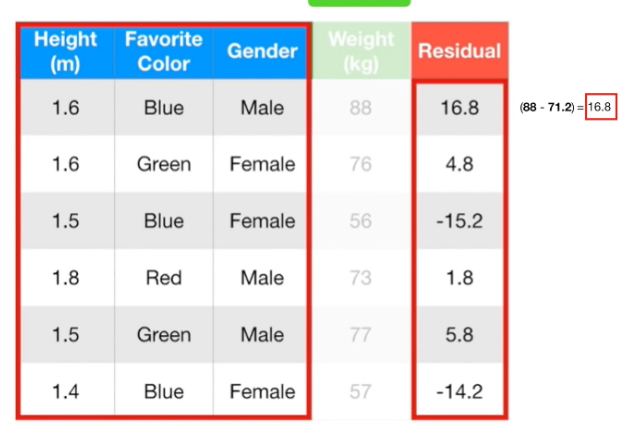 Height (m) Favorite Color Gender Weight (kg) Residual
1.6 Blue Male 88 16.8 (88 - 71.2) = 16.8
1.6 Green Female 76 4.8
1.5 Blue Female 56 -15.2
1.8 Red Male 73 1.8
1.5 Green Male 77 5.8
1.4 Blue Female 57 -14.2